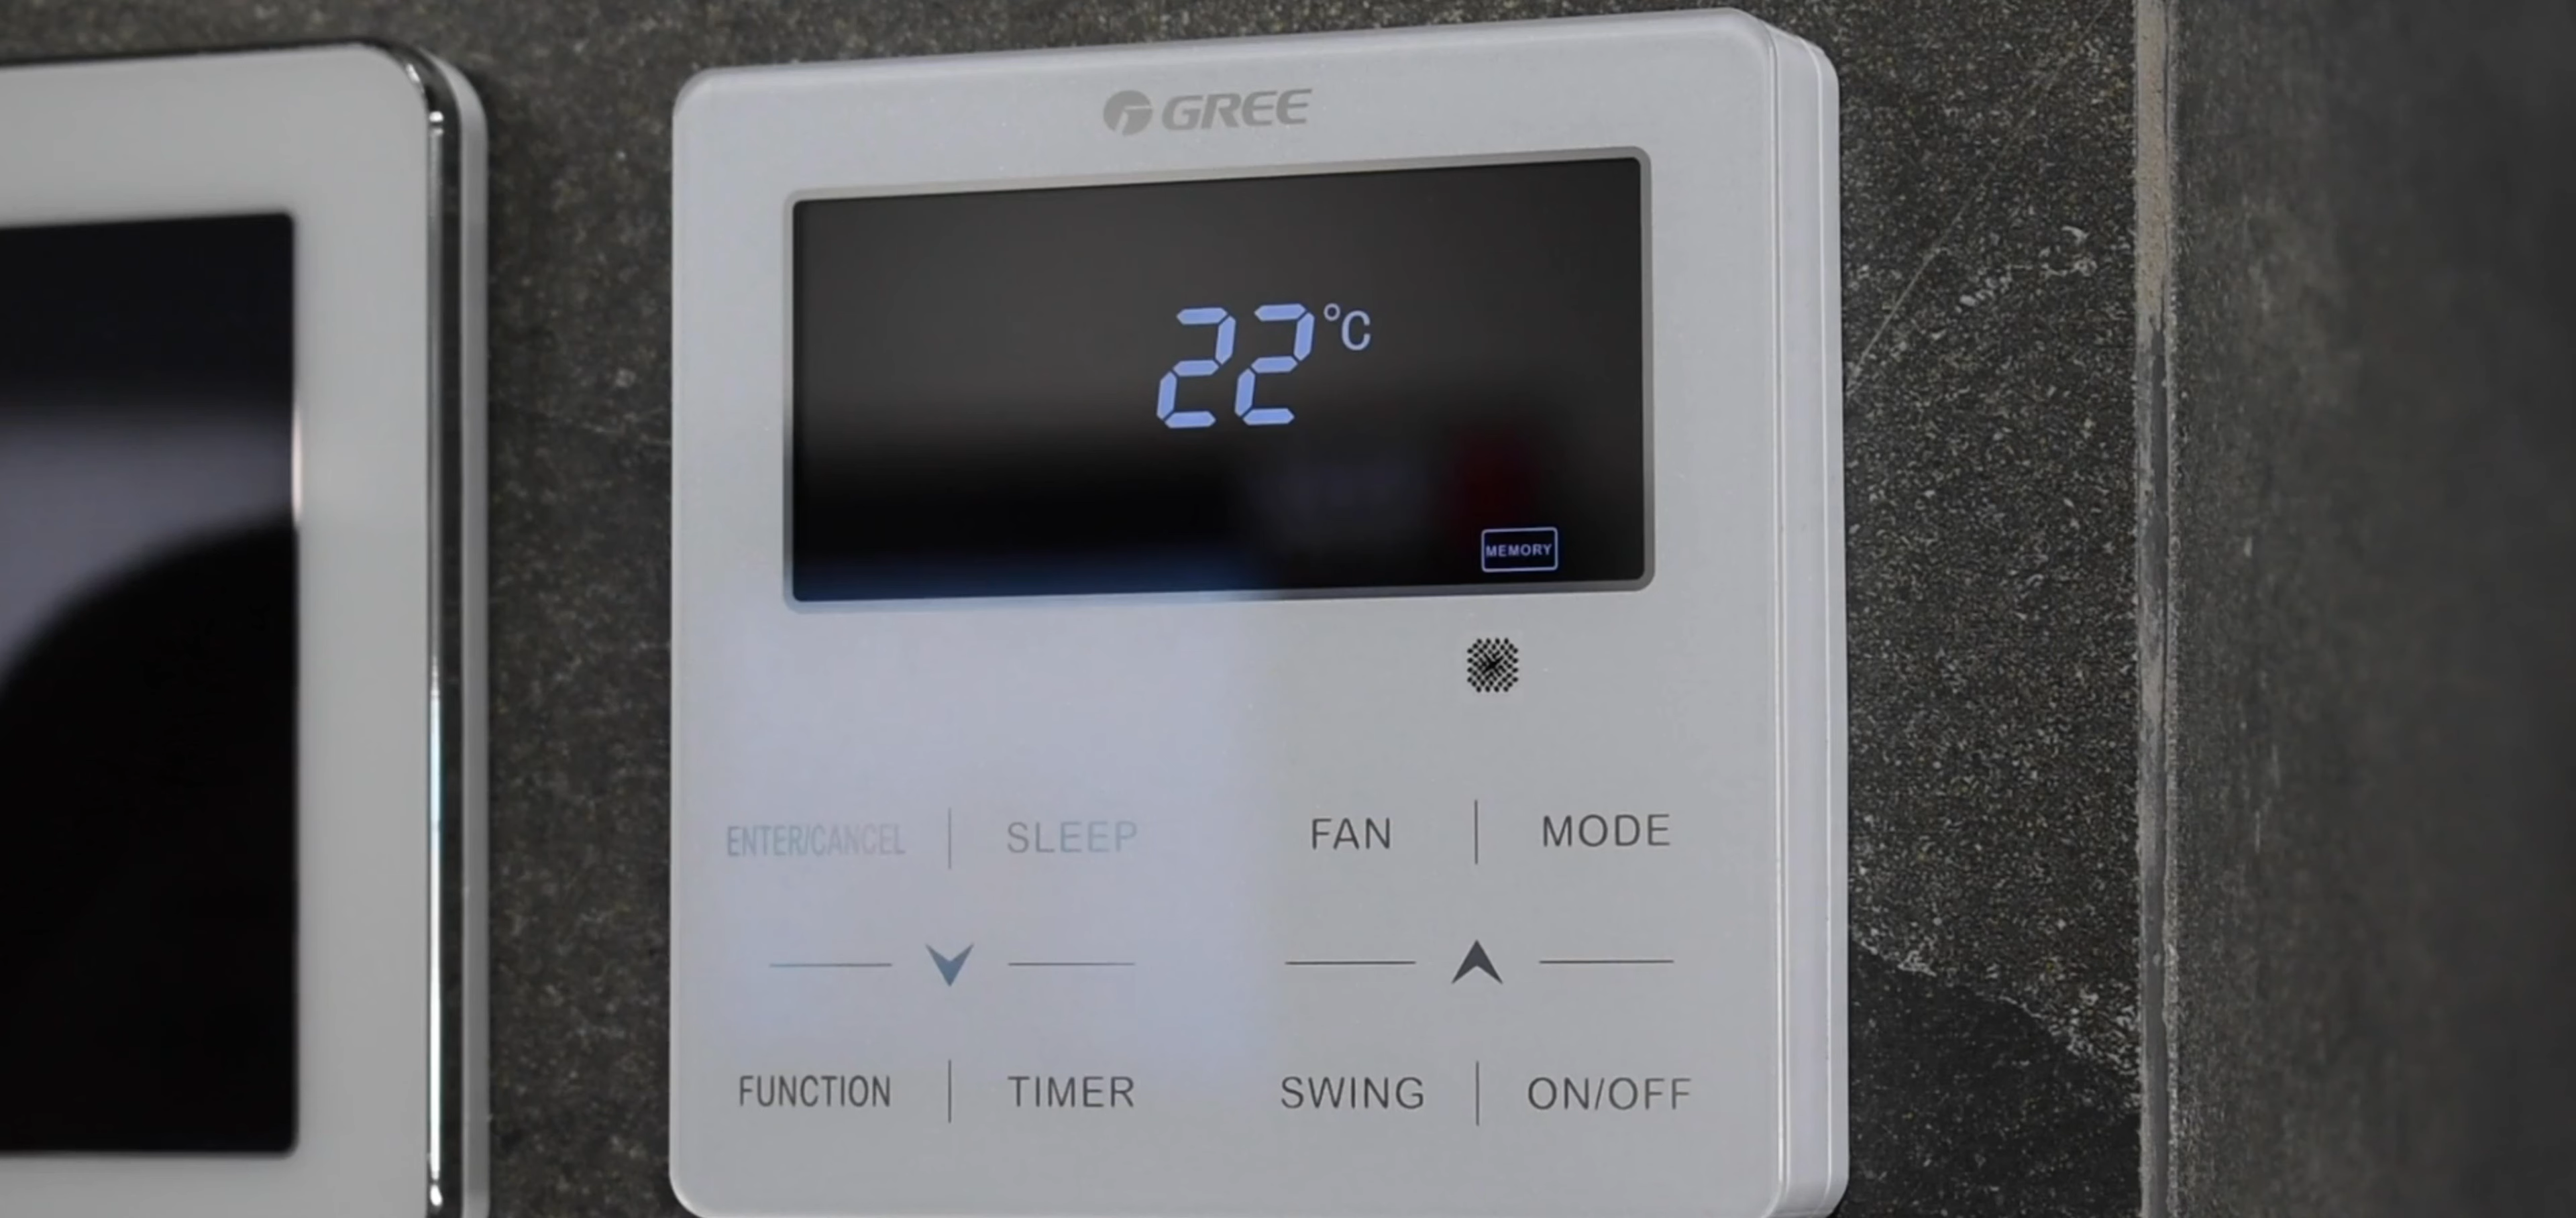 GREE
22°C
MEMORY
ENTER/CANCEL | SLEEP FAN | MODE
FUNCTION | TIMER SWING | ON/OFF